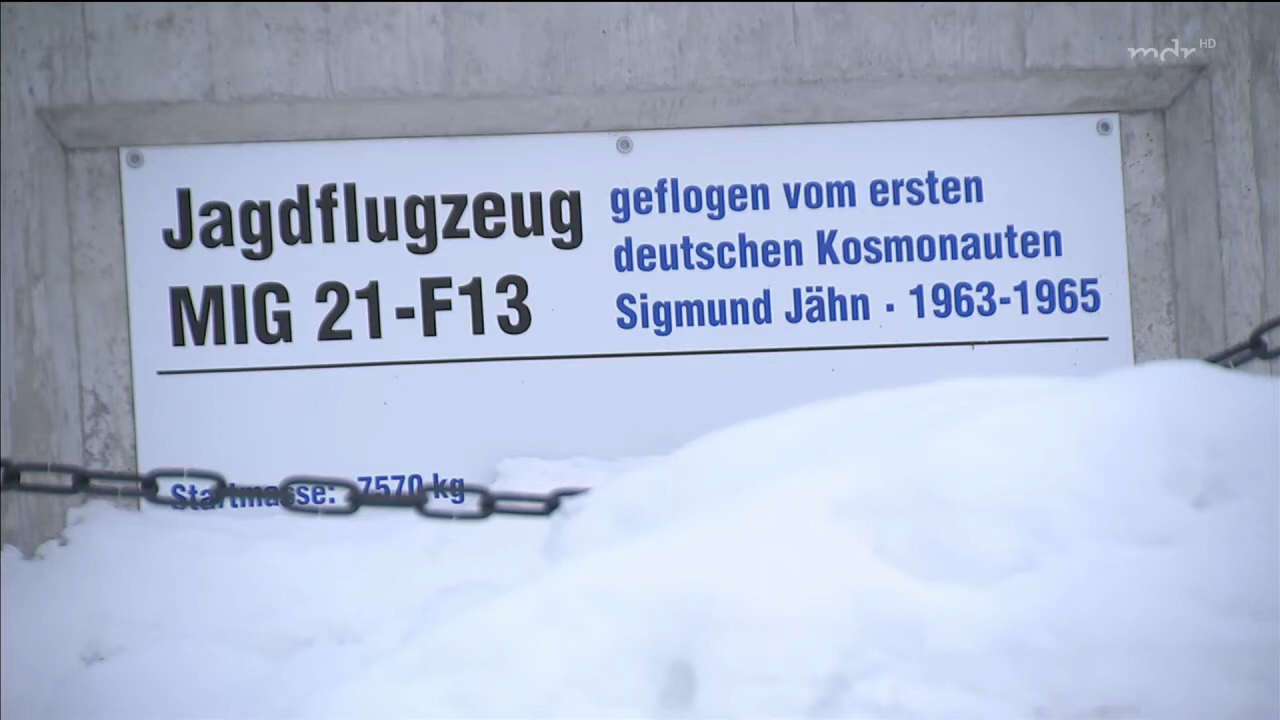 mdr HD
Jagdflugzeug
MIG 21-F13
geflogen vom ersten
deutschen Kosmonauten
Sigmund Jähn · 1963-1965
Startmasse: 7570 kg